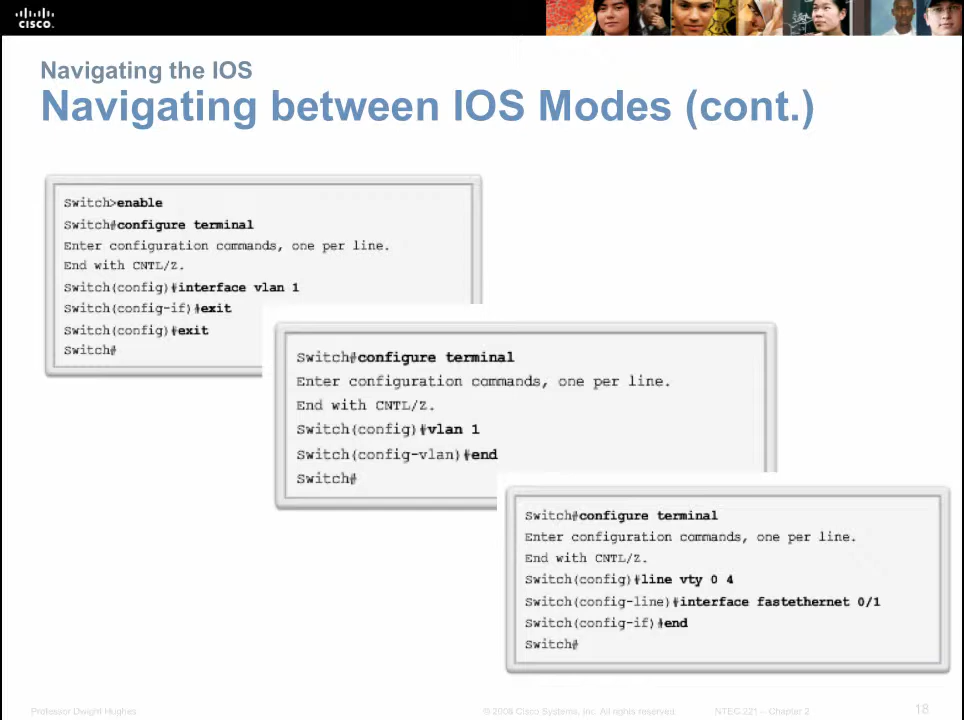 CISCO
Navigating the IOS
Navigating between IOS Modes (cont.)
Switch>enable
Switch#configure terminal
Enter configuration commands, one per line.
End with CNTL/Z.
Switch(config)#interface vlan 1
Switch(config-if)#exit
Switch(config)#exit
Switch#
Switch#configure terminal
Enter configuration commands, one per line.
End with CNTL/Z.
Switch(config)#vlan 1
Switch(config-vlan)#end
Switch#
Switch#configure terminal
Enter configuration commands, one per line.
End with CNTL/Z.
Switch(config)#line vty 0 4
Switch(config-line)#interface fastethernet 0/1
Switch(config-if)#end
Switch#
Professor Dwight Hughes
© 2008 Cisco Systems, Inc. All rights reserved.
NTEC 221 – Chapter 2
18